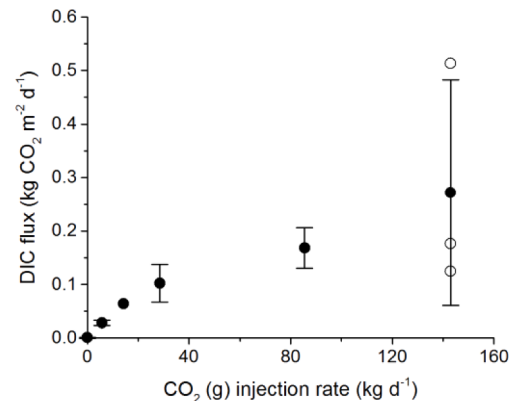 0.6
0.5
0.4
0.3
0.2
0.1
0.0
DIC flux (kg CO₂ m⁻² d⁻¹)
0 40 80 120 160
CO₂ (g) injection rate (kg d⁻¹)